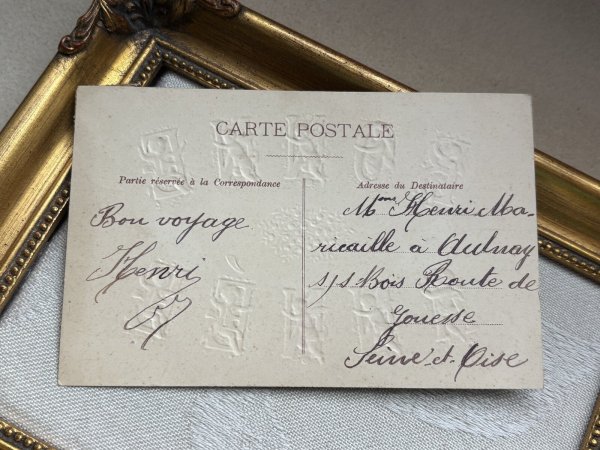 CARTE POSTALE
Partie réservée à la Correspondance
Adresse du Destinataire
Bon voyage
Henri
Mme Henri Ma-
ricaille à Aulnay
s/s Bois Route de
Gonesse
Seine-et-Oise